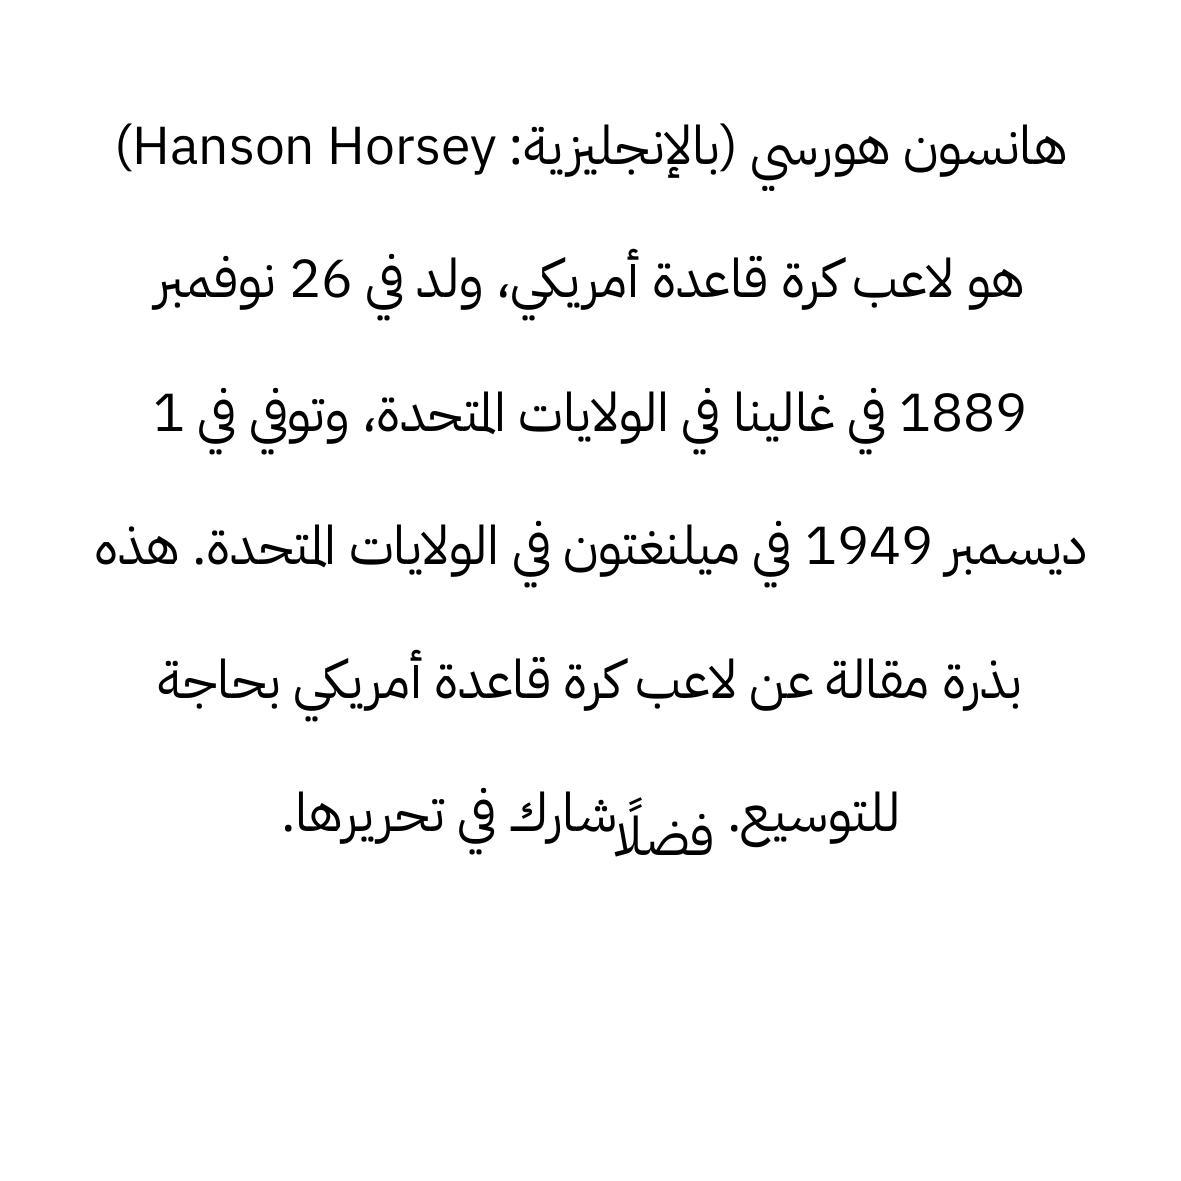 هانسون هورسي (بالإنجليزية: Hanson Horsey)
هو لاعب كرة قاعدة أمريكي، ولد في 26 نوفمبر
1889 في غالينا في الولايات المتحدة، وتوفي في 1
ديسمبر 1949 في ميلنغتون في الولايات المتحدة. هذه
بذرة مقالة عن لاعب كرة قاعدة أمريكي بحاجة
للتوسيع. فضلًا شارك في تحريرها.